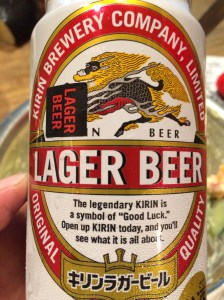 KIRIN BREWERY COMPANY, LIMITED
LAGER
BEER
N BEER
LAGER BEER
The legendary KIRIN is
a symbol of "Good Luck."
Open up KIRIN today, and you'll
see what it is all about.
ORIGINAL QUALITY
キリンラガービール